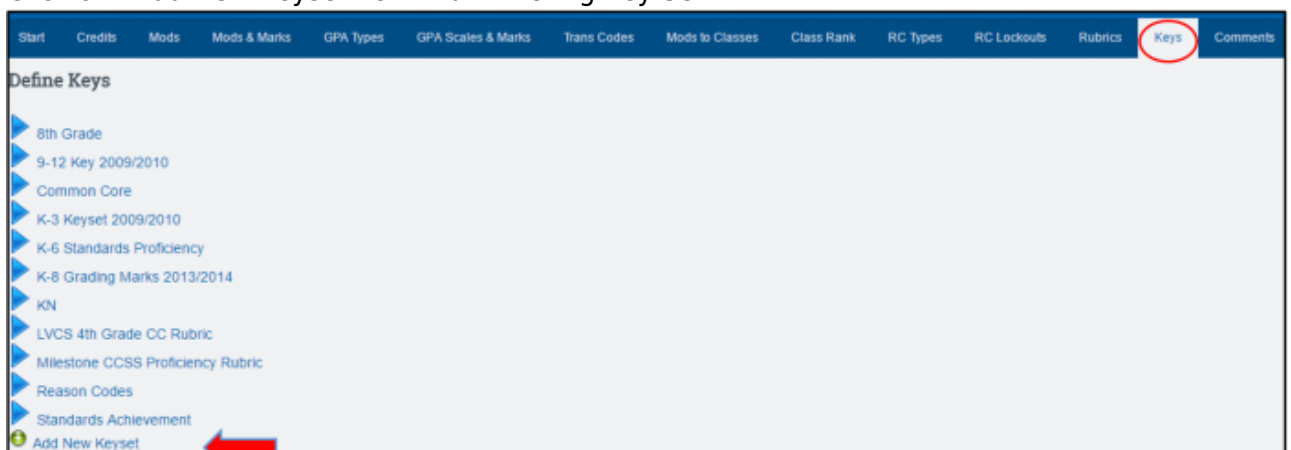 Start Credits Mods Mods & Marks GPA Types GPA Scales & Marks Trans Codes Mods to Classes Class Rank RC Types RC Lockouts Rubrics Keys Comments
Define Keys
8th Grade
9-12 Key 2009/2010
Common Core
K-3 Keyset 2009/2010
K-6 Standards Proficiency
K-8 Grading Marks 2013/2014
KN
LVCS 4th Grade CC Rubric
Milestone CCSS Proficiency Rubric
Reason Codes
Standards Achievement
Add New Keyset